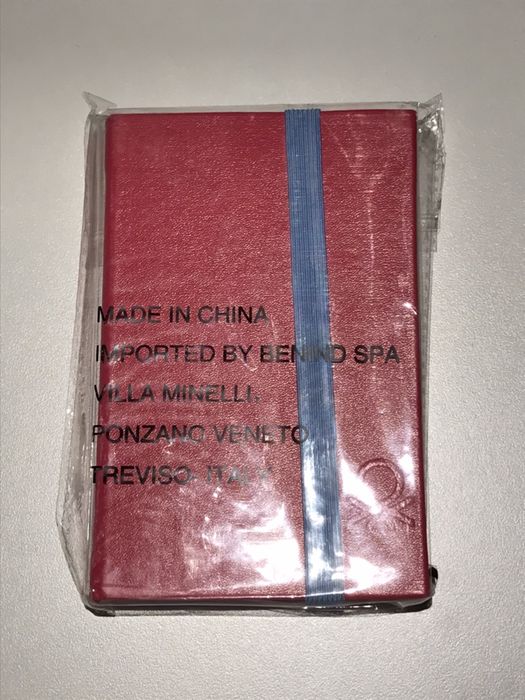 MADE IN CHINA
IMPORTED BY BENIND SPA
VILLA MINELLI,
PONZANO VENETO
TREVISO- ITALY